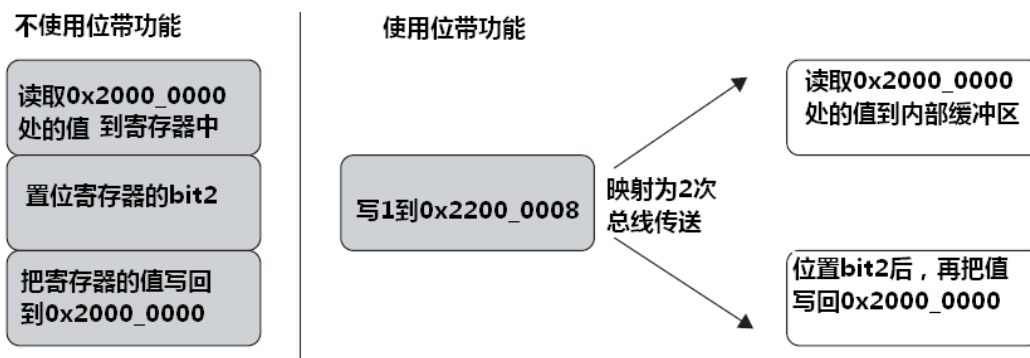 不使用位带功能
读取0x2000_0000
处的值 到寄存器中
置位寄存器的bit2
把寄存器的值写回
到0x2000_0000
使用位带功能
写1到0x2200_0008
映射为2次
总线传送
读取0x2000_0000
处的值到内部缓冲区
位置bit2后，再把值
写回0x2000_0000